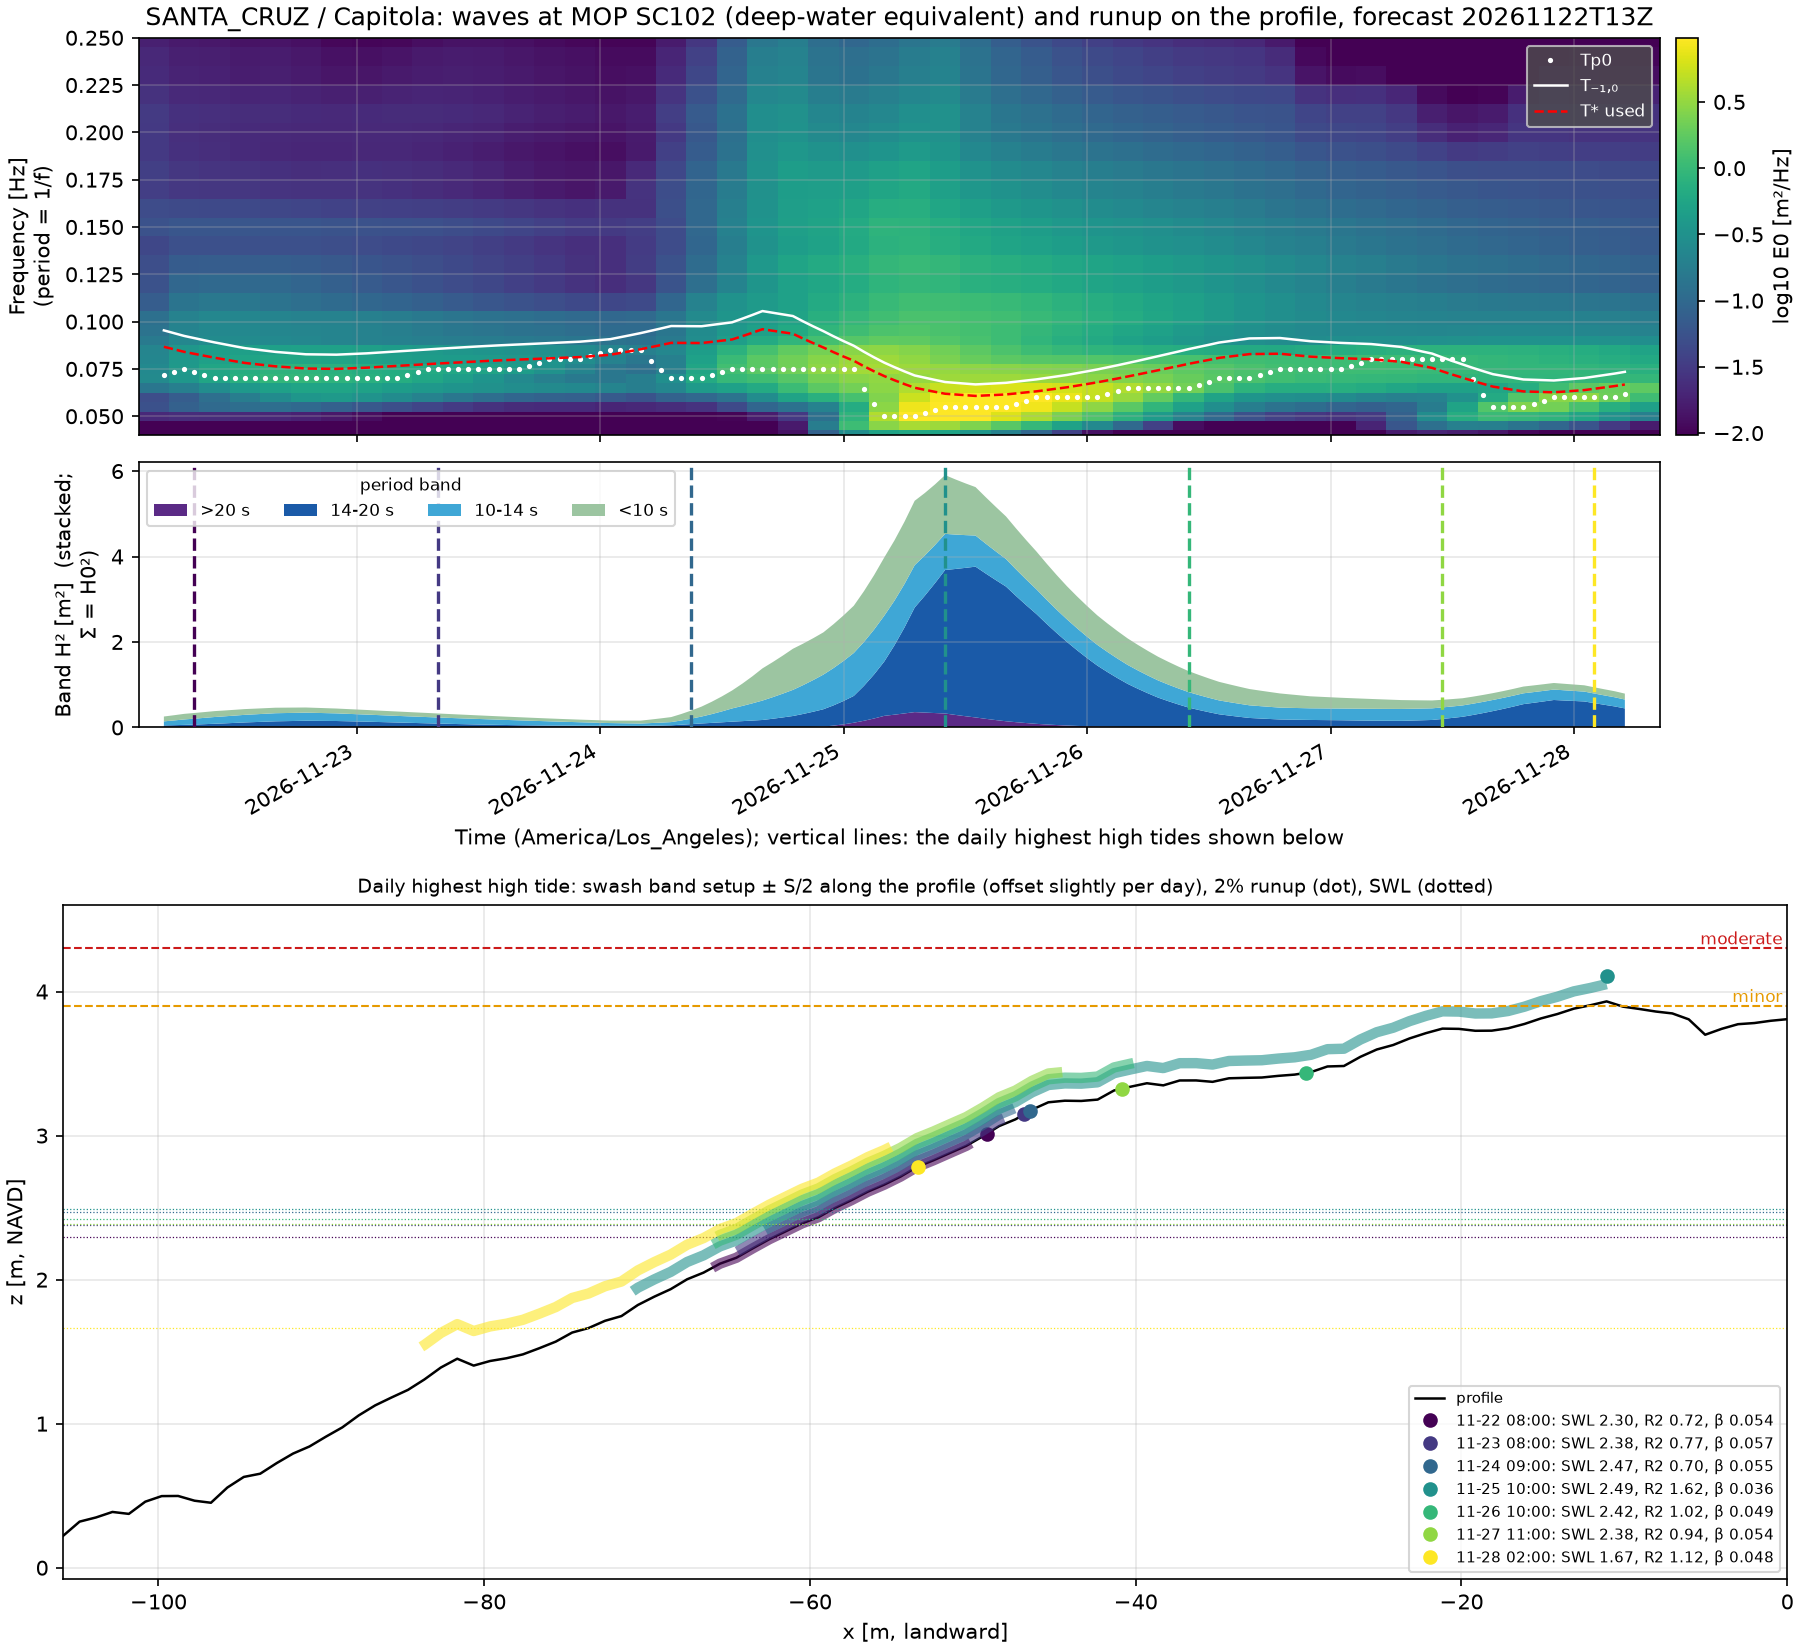 SANTA_CRUZ / Capitola: waves at MOP SC102 (deep-water equivalent) and runup on the profile, forecast 20261122T13Z
Frequency [Hz]
(period = 1/f)
0.250
0.225
0.200
0.175
0.150
0.125
0.100
0.075
0.050
Tp0
T₋₁,₀
T* used
0.5
0.0
−0.5
−1.0
−1.5
−2.0
log10 E0 [m²/Hz]
Band H² [m²]  (stacked;
Σ = H0²)
6
4
2
0
period band
>20 s
14-20 s
10-14 s
<10 s
2026-11-23
2026-11-24
2026-11-25
2026-11-26
2026-11-27
2026-11-28
Time (America/Los_Angeles); vertical lines: the daily highest high tides shown below
Daily highest high tide: swash band setup ± S/2 along the profile (offset slightly per day), 2% runup (dot), SWL (dotted)
z [m, NAVD]
4
3
2
1
0
moderate
minor
profile
11-22 08:00: SWL 2.30, R2 0.72, β 0.054
11-23 08:00: SWL 2.38, R2 0.77, β 0.057
11-24 09:00: SWL 2.47, R2 0.70, β 0.055
11-25 10:00: SWL 2.49, R2 1.62, β 0.036
11-26 10:00: SWL 2.42, R2 1.02, β 0.049
11-27 11:00: SWL 2.38, R2 0.94, β 0.054
11-28 02:00: SWL 1.67, R2 1.12, β 0.048
−100
−80
−60
−40
−20
0
x [m, landward]